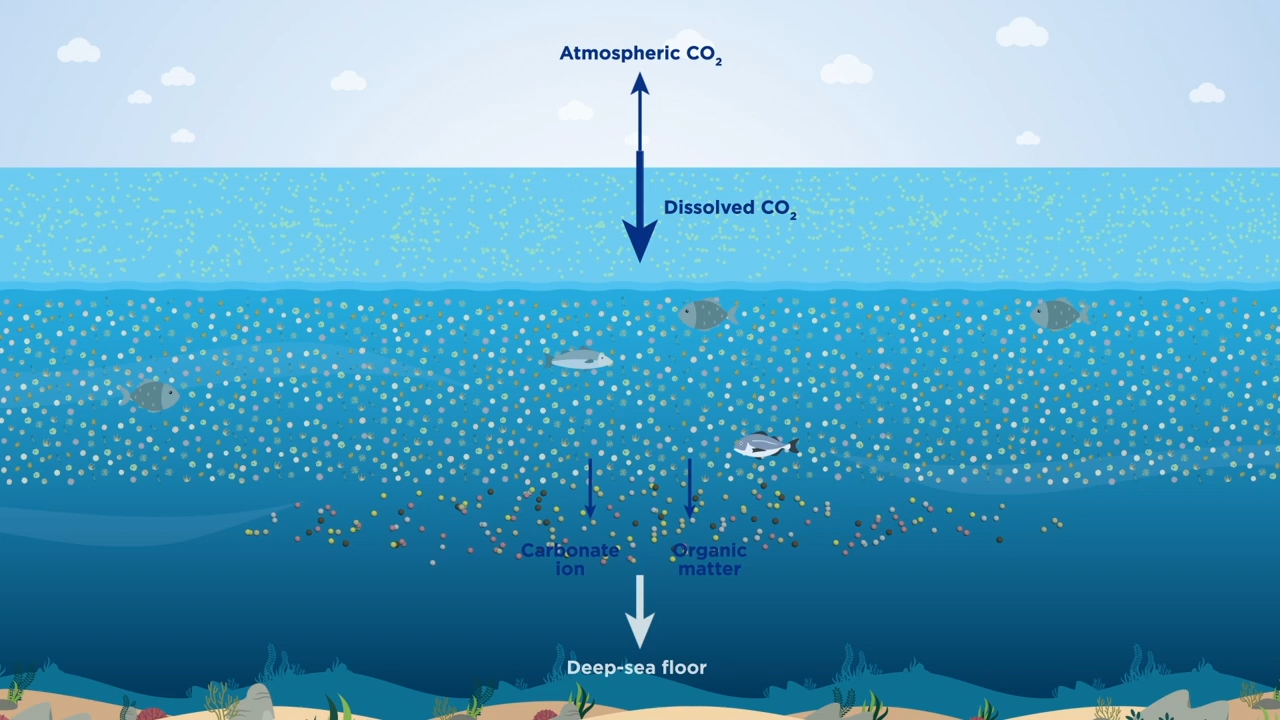 Atmospheric CO₂
Dissolved CO₂
Carbonate
ion
Organic
matter
Deep-sea floor